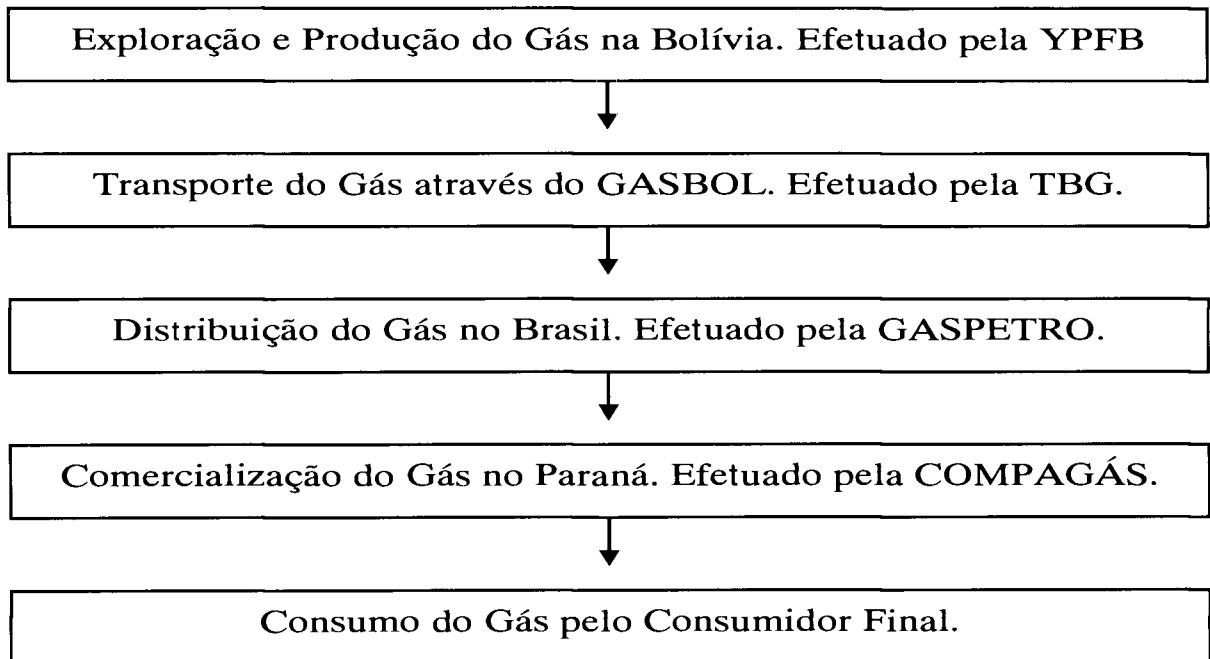 Exploração e Produção do Gás na Bolívia. Efetuado pela YPFB
Transporte do Gás através do GASBOL. Efetuado pela TBG.
Distribuição do Gás no Brasil. Efetuado pela GASPETRO.
Comercialização do Gás no Paraná. Efetuado pela COMPAGÁS.
Consumo do Gás pelo Consumidor Final.